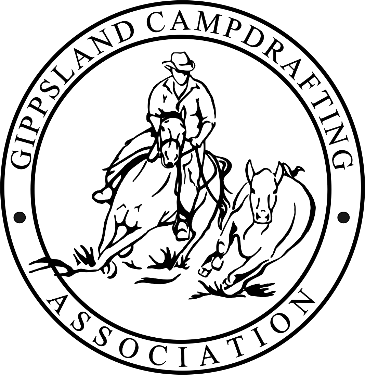 GIPPSLAND CAMPDRAFTING
ASSOCIATION